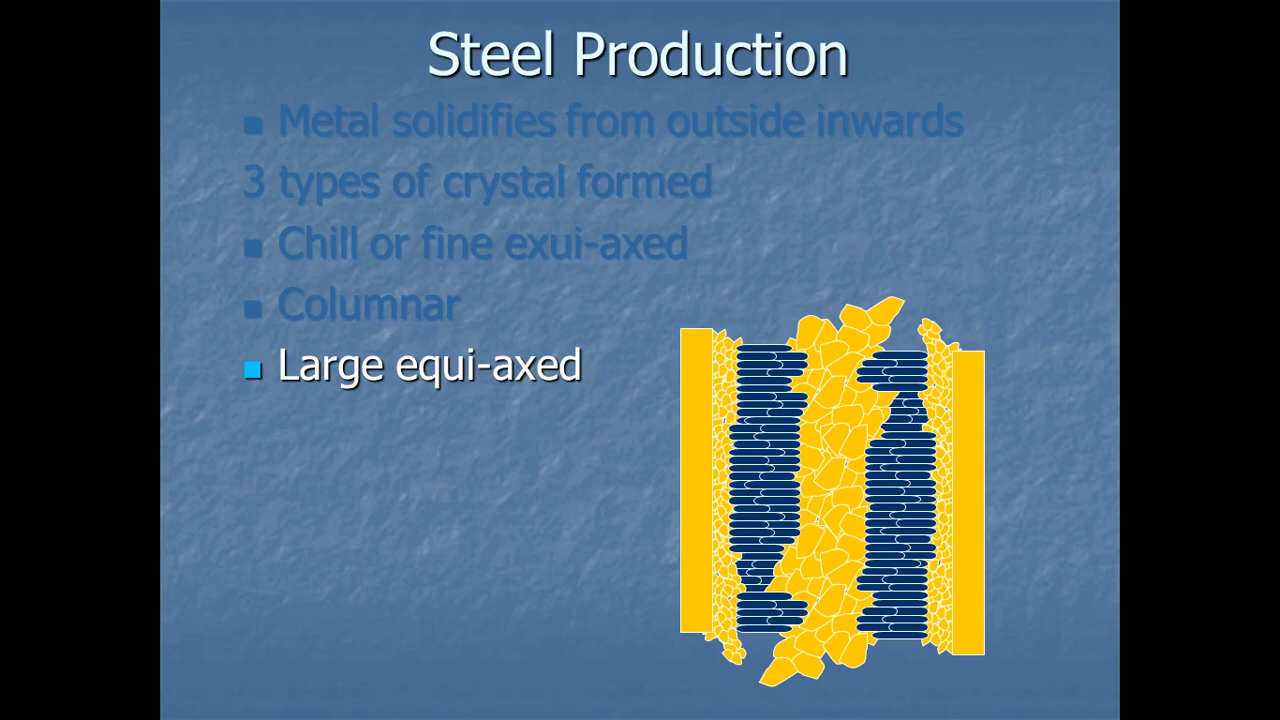 Steel Production
Metal solidifies from outside inwards
3 types of crystal formed
Chill or fine exui-axed
Columnar
Large equi-axed